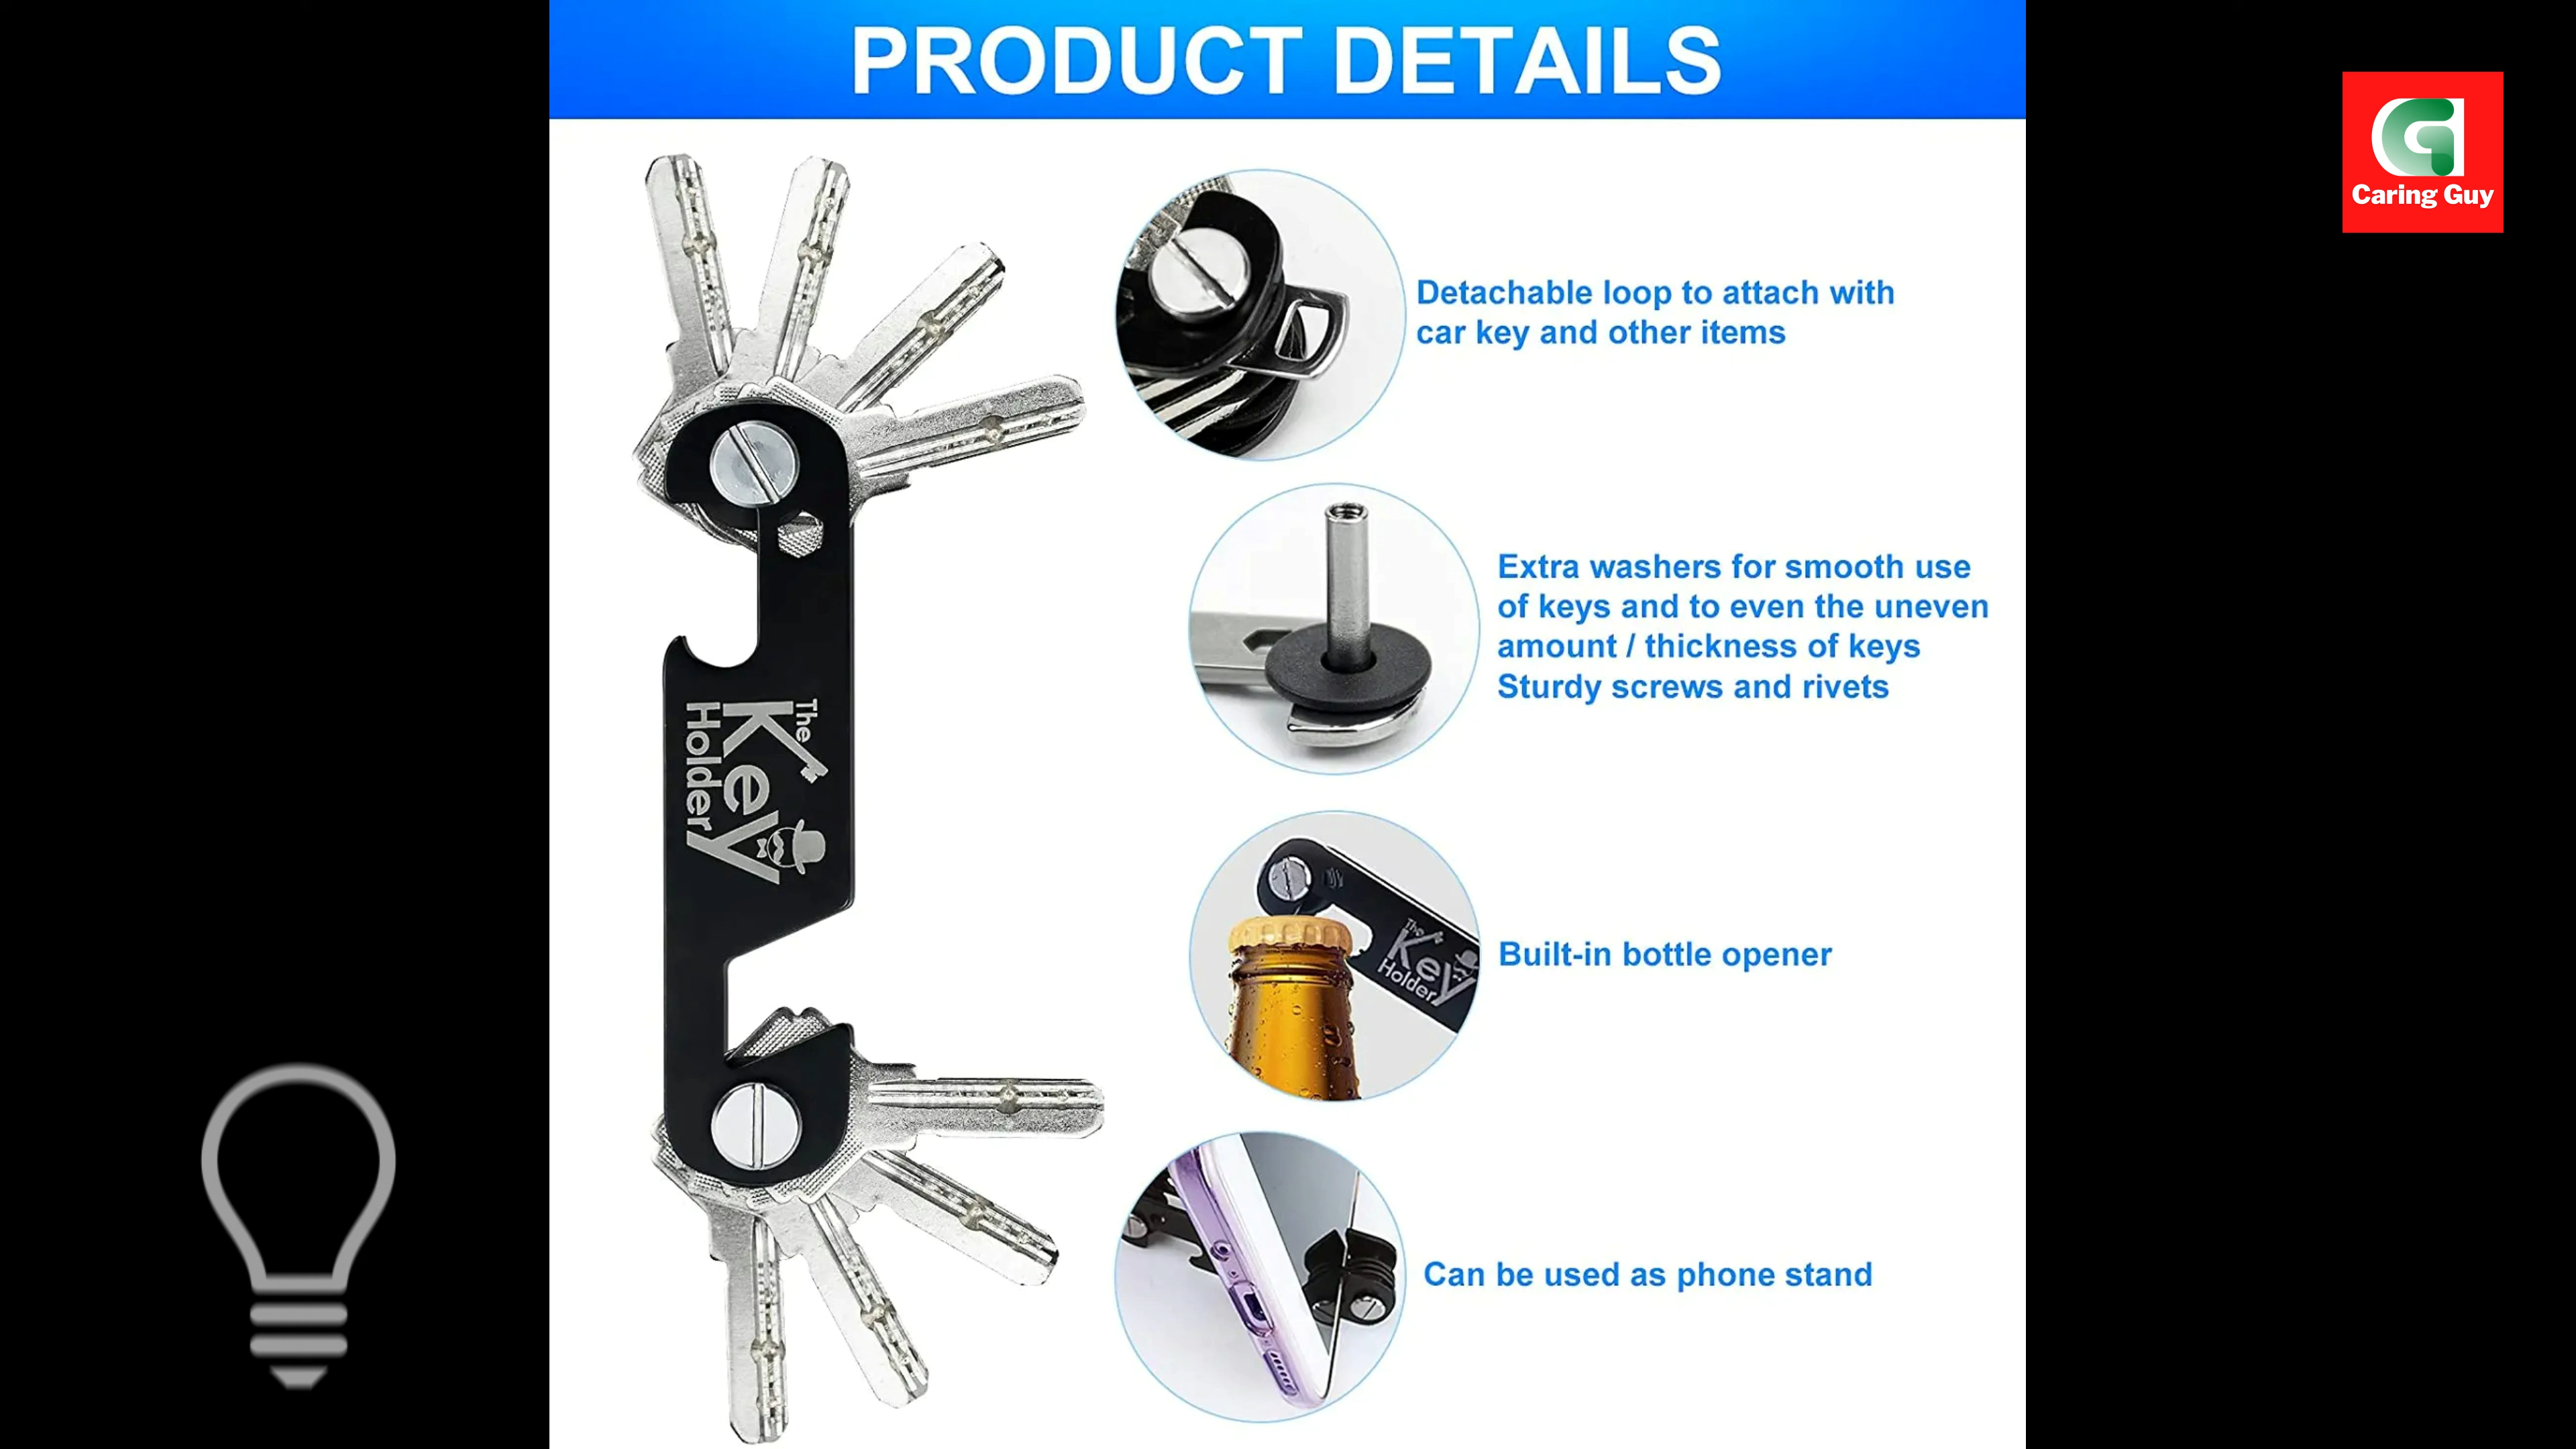 PRODUCT DETAILS
Caring Guy
Detachable loop to attach with
car key and other items
Extra washers for smooth use
of keys and to even the uneven
amount / thickness of keys
Sturdy screws and rivets
The
Key
Holder
The
Key
Holder
Built-in bottle opener
Can be used as phone stand